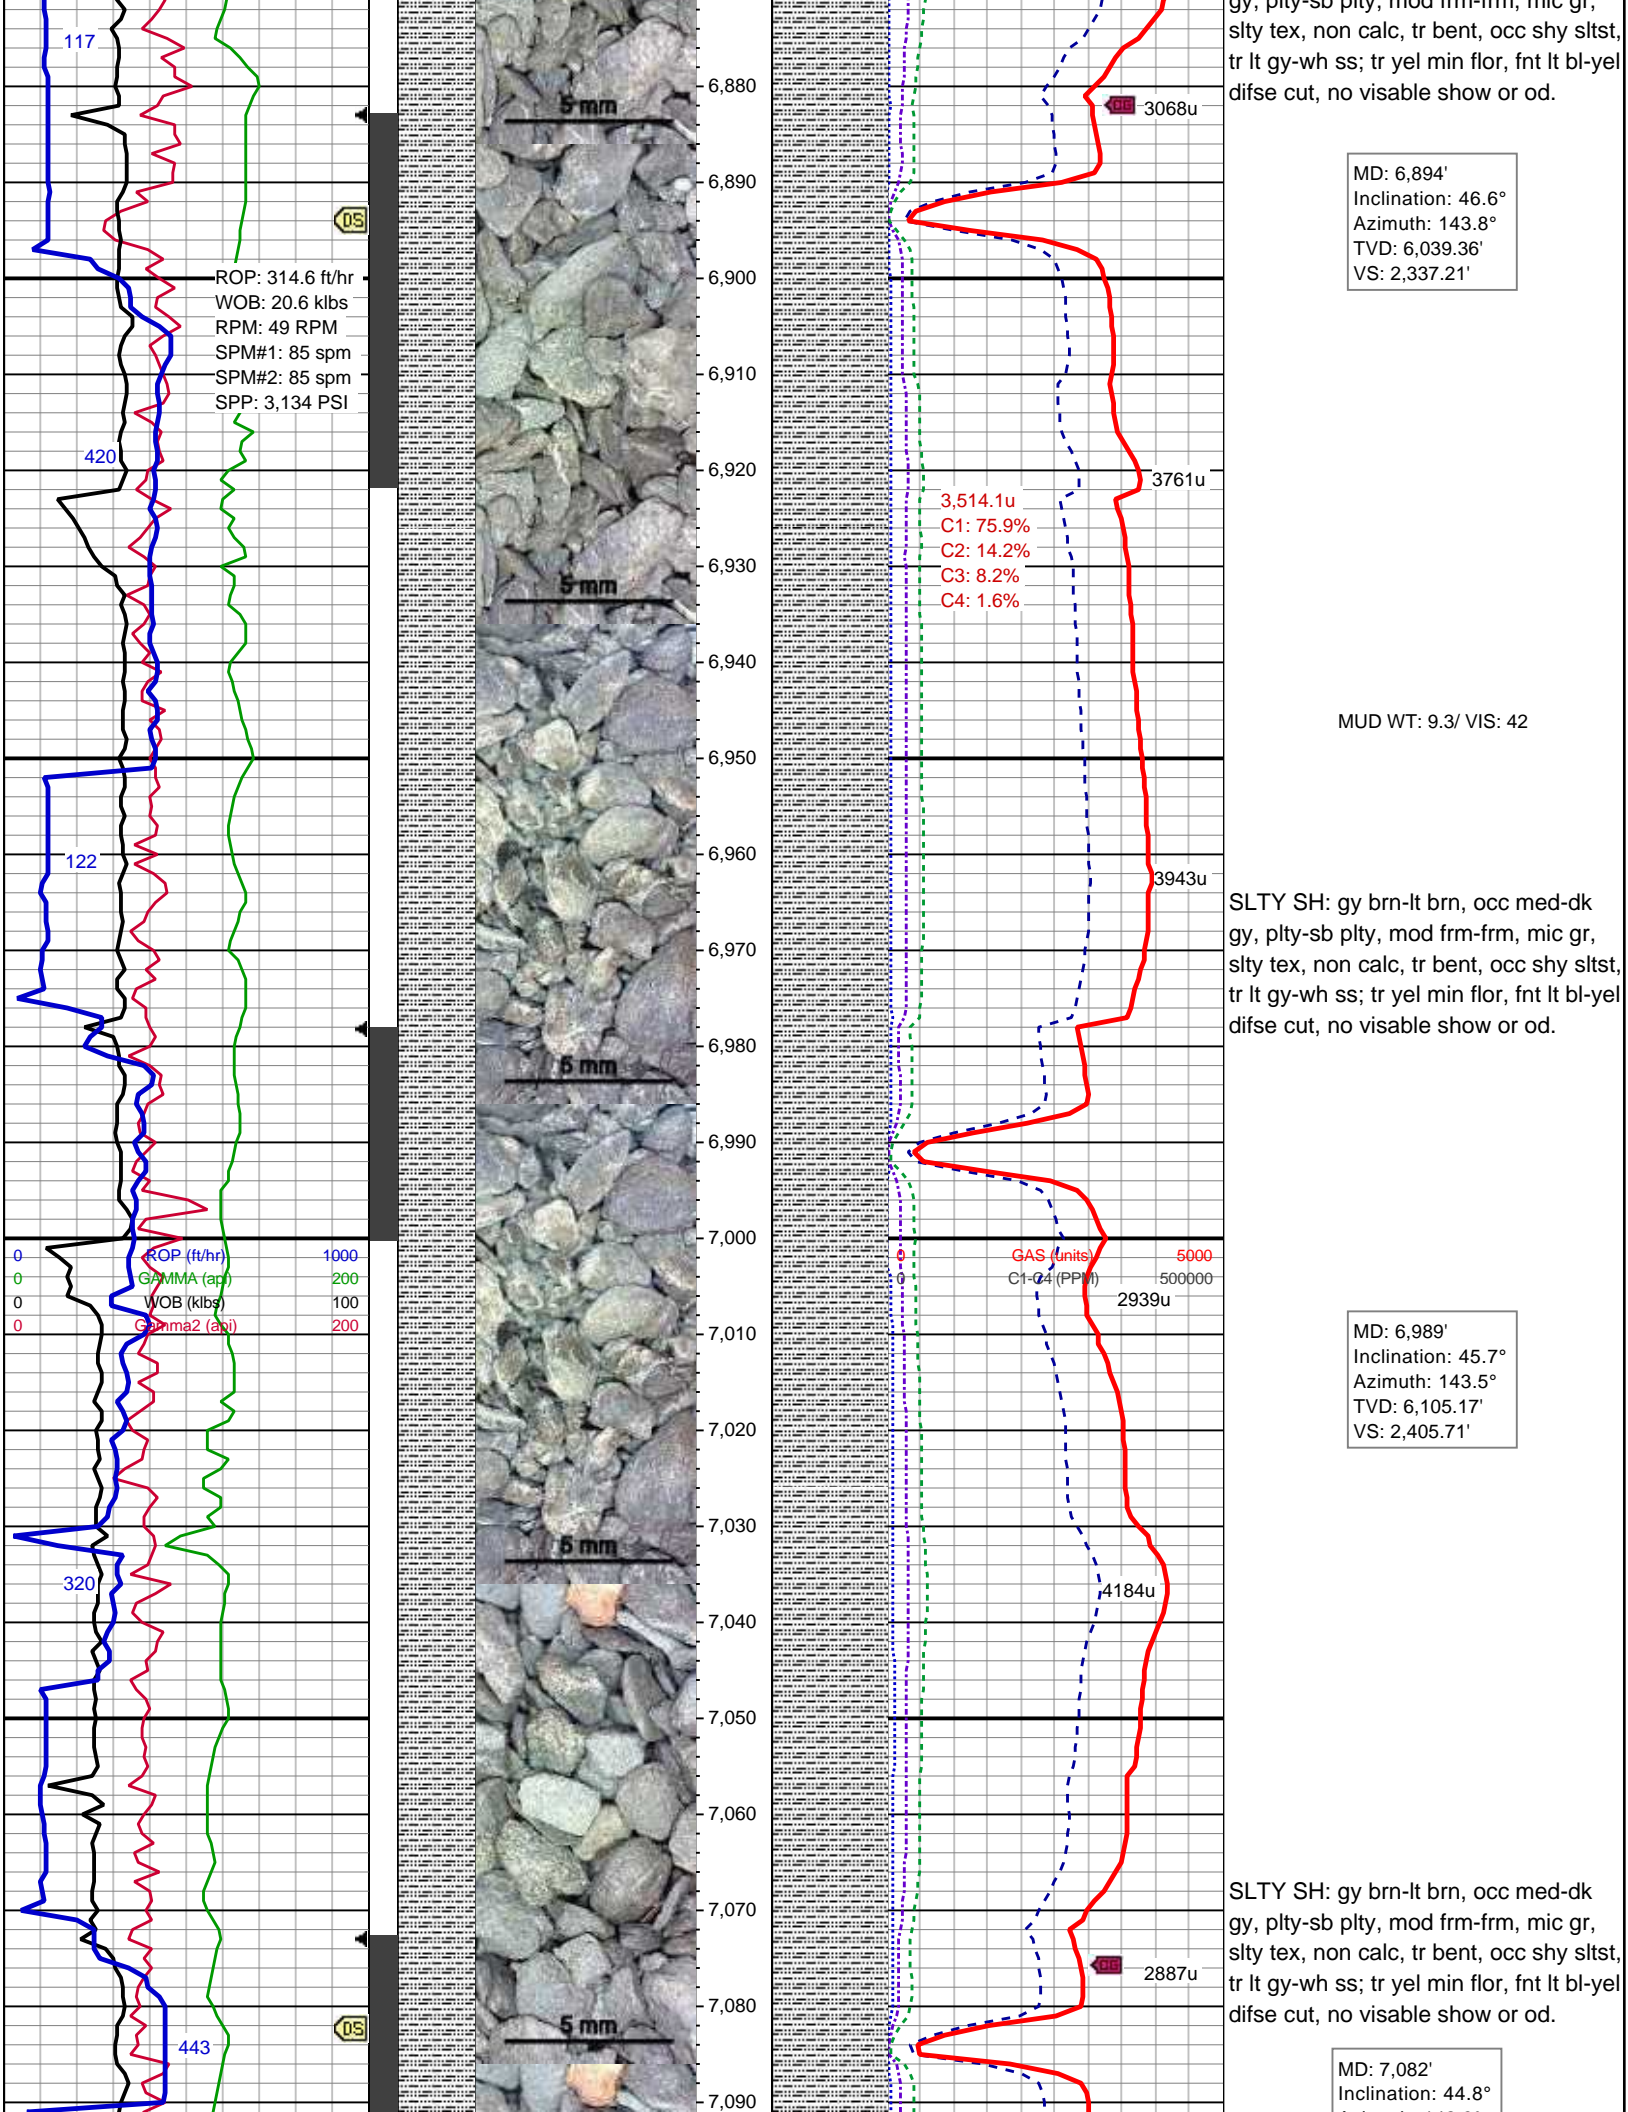 gy, plty-sb plty, mod frm-frm, mic gr,
slty tex, non calc, tr bent, occ shy sltst,
tr lt gy-wh ss; tr yel min flor, fnt lt bl-yel
difse cut, no visable show or od.
117
6,880
5 mm
CG
3068u
6,890
MD: 6,894'
Inclination: 46.6°
Azimuth: 143.8°
TVD: 6,039.36'
VS: 2,337.21'
DS
6,900
ROP: 314.6 ft/hr
WOB: 20.6 klbs
RPM: 49 RPM
SPM#1: 85 spm
SPM#2: 85 spm
SPP: 3,134 PSI
6,910
420
6,920
3761u
3,514.1u
C1: 75.9%
C2: 14.2%
C3: 8.2%
C4: 1.6%
6,930
5 mm
6,940
MUD WT: 9.3/ VIS: 42
6,950
122
6,960
3943u
SLTY SH: gy brn-lt brn, occ med-dk
gy, plty-sb plty, mod frm-frm, mic gr,
slty tex, non calc, tr bent, occ shy sltst,
tr lt gy-wh ss; tr yel min flor, fnt lt bl-yel
difse cut, no visable show or od.
6,970
6,980
5 mm
6,990
7,000
0 ROP (ft/hr) 1000
0 GAMMA (api) 200
0 WOB (klbs) 100
0 Gamma2 (api) 200
0 GAS (units) 5000
0 C1-C4 (PPM) 500000
2939u
7,010
MD: 6,989'
Inclination: 45.7°
Azimuth: 143.5°
TVD: 6,105.17'
VS: 2,405.71'
7,020
7,030
5 mm
320
4184u
7,040
7,050
7,060
7,070
SLTY SH: gy brn-lt brn, occ med-dk
gy, plty-sb plty, mod frm-frm, mic gr,
slty tex, non calc, tr bent, occ shy sltst,
tr lt gy-wh ss; tr yel min flor, fnt lt bl-yel
difse cut, no visable show or od.
CG
2887u
7,080
DS
5 mm
443
7,090
MD: 7,082'
Inclination: 44.8°